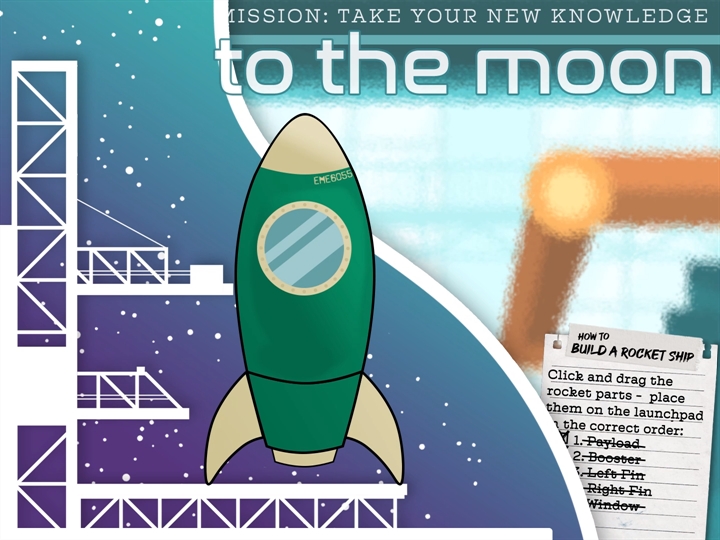 MISSION: TAKE YOUR NEW KNOWLEDGE
to the moon
EME6055
HOW TO
BUILD A ROCKET SHIP
Click and drag the
rocket parts - place
them on the launchpad
in the correct order:
1. Payload
2. Booster
Left Fin
Right Fin
Window